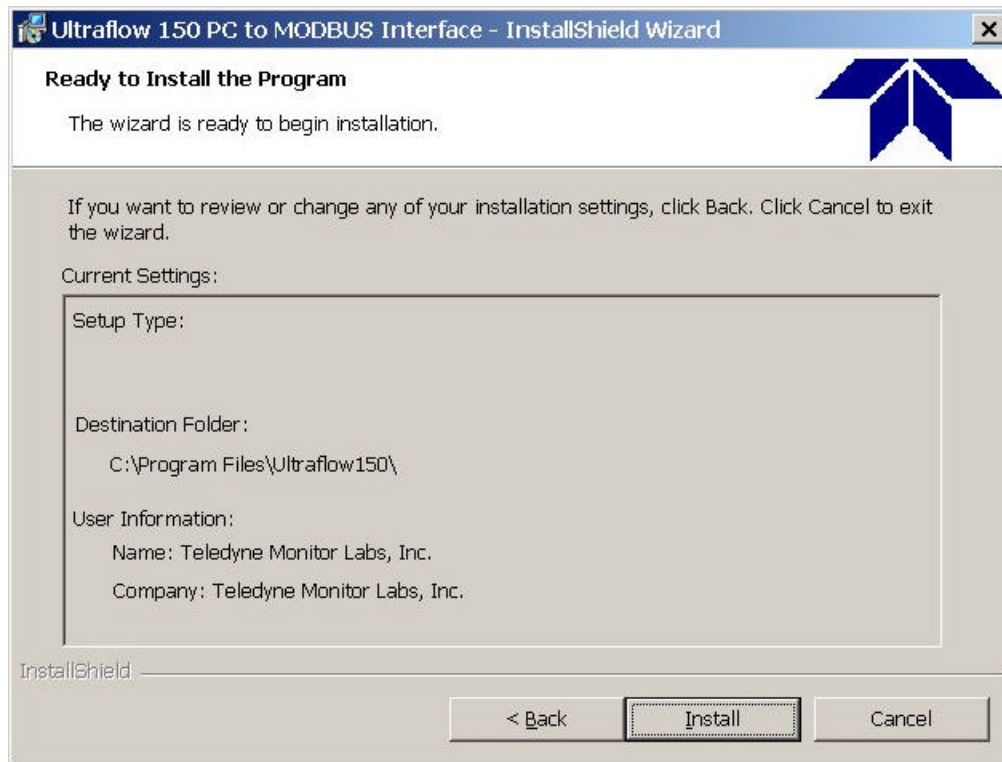 Ultraflow 150 PC to MODBUS Interface - InstallShield Wizard
Ready to Install the Program
The wizard is ready to begin installation.
If you want to review or change any of your installation settings, click Back. Click Cancel to exit
the wizard.
Current Settings:
Setup Type:
Destination Folder:
C:\Program Files\Ultraflow150\
User Information:
Name: Teledyne Monitor Labs, Inc.
Company: Teledyne Monitor Labs, Inc.
InstallShield
< Back Install Cancel